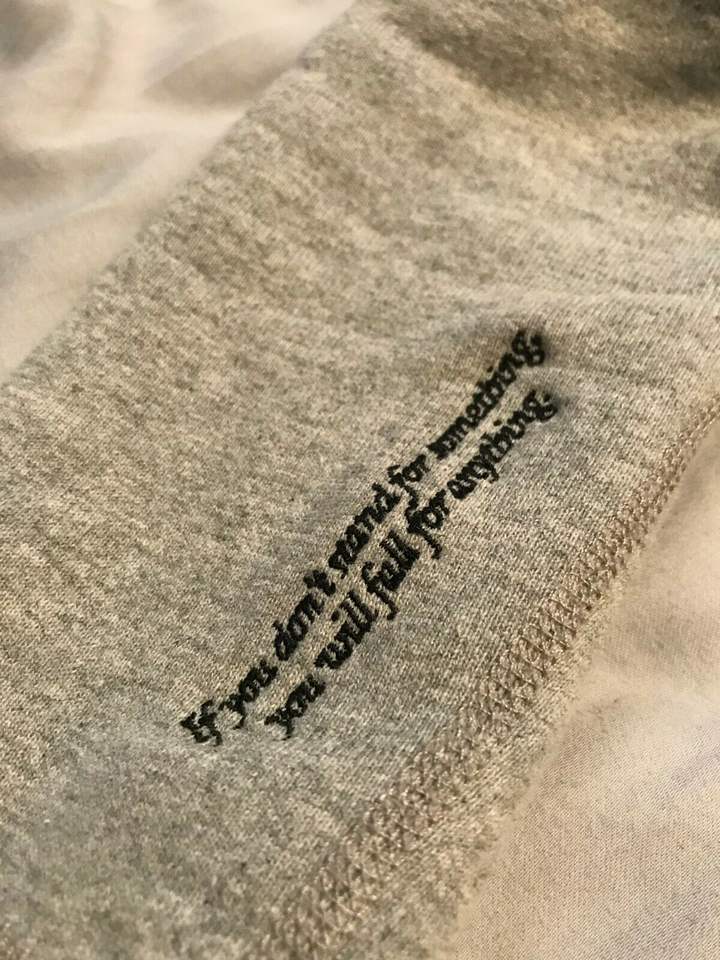 If you don't stand for something,
you will fall for anything.